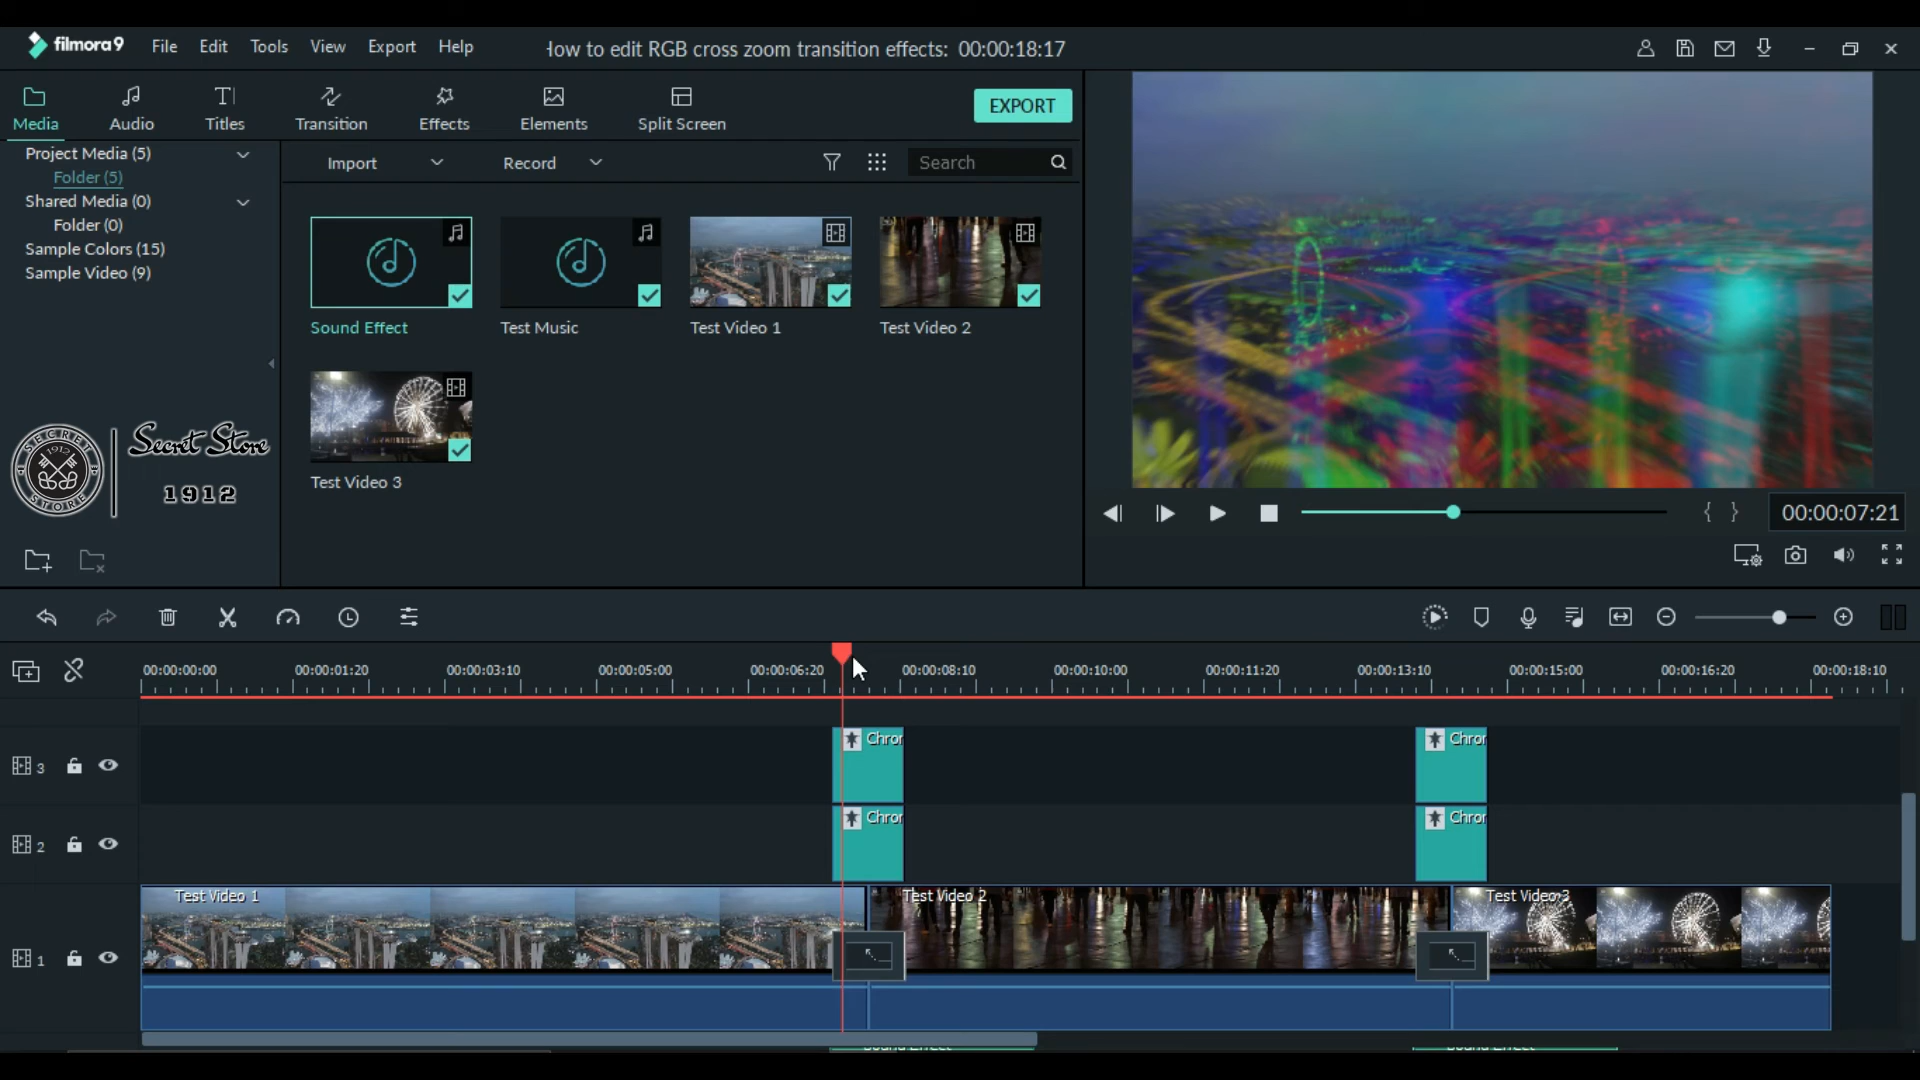 filmora9 File Edit Tools View Export Help
How to edit RGB cross zoom transition effects: 00:00:18:17
Media Audio Titles Transition Effects Elements Split Screen
EXPORT
Project Media (5)
Folder (5)
Shared Media (0)
Folder (0)
Sample Colors (15)
Sample Video (9)
SECRET
1912
STORE
Secret Store
1912
Import Record Search
Sound Effect Test Music Test Video 1 Test Video 2
Test Video 3
{ } 00:00:07:21
00:00:00:00 00:00:01:20 00:00:03:10 00:00:05:00 00:00:06:20 00:00:08:10 00:00:10:00 00:00:11:20 00:00:13:10 00:00:15:00 00:00:16:20 00:00:18:10
3 Chror Chror
2 Chror Chror
Test Video 1 Test Video 2 Test Video 3
1
Sound Effect Sound Effect